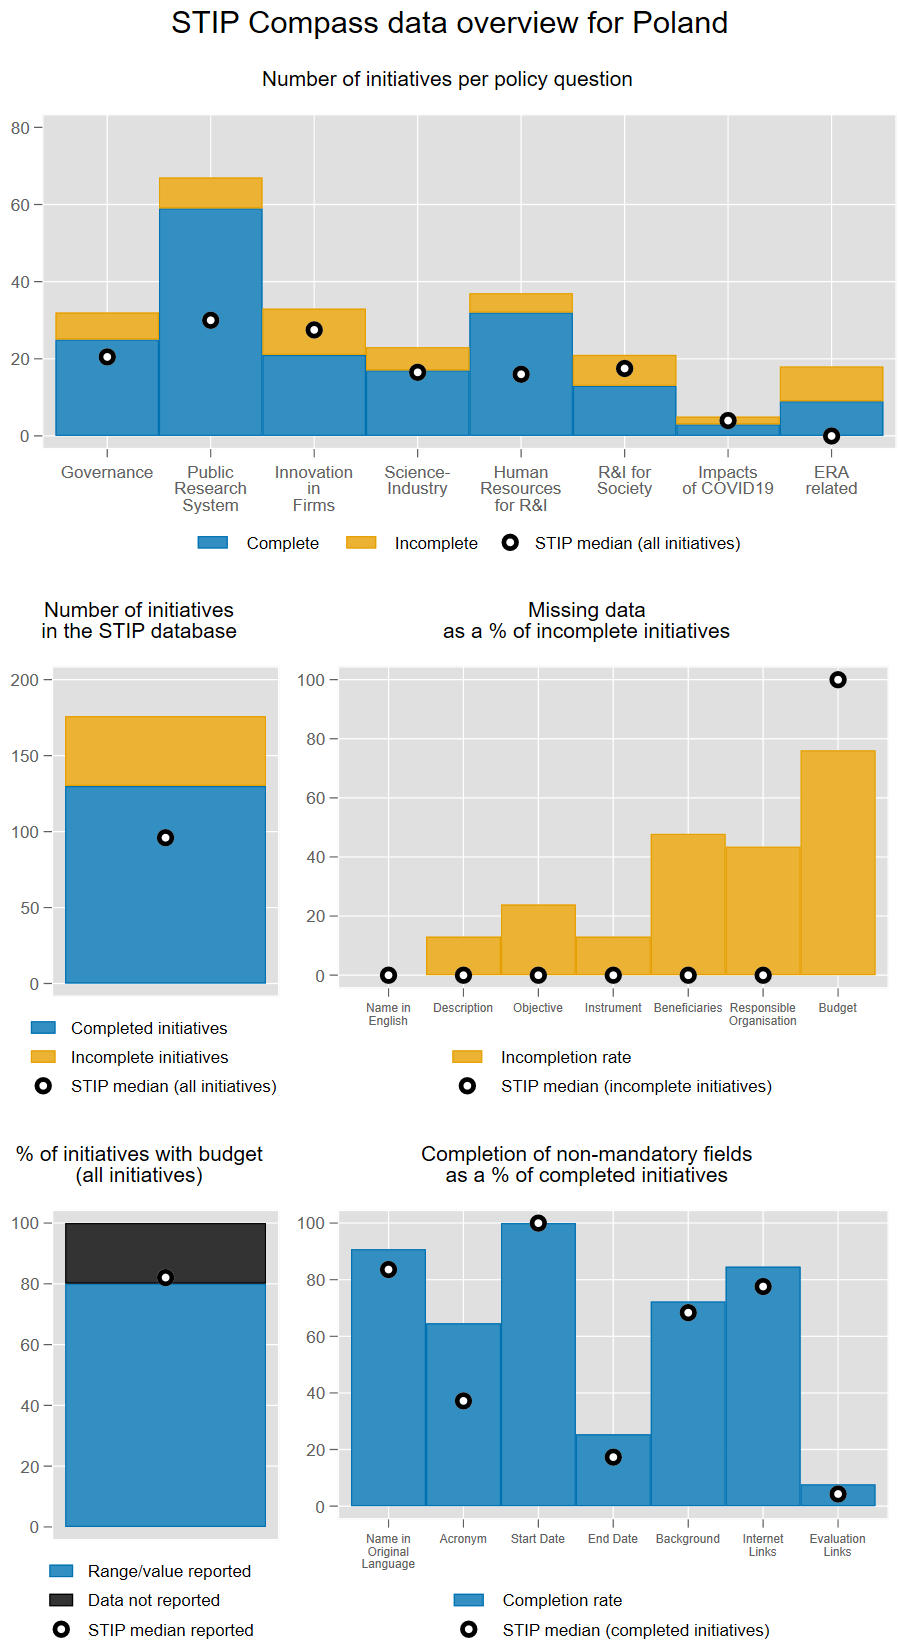 STIP Compass data overview for Poland
Number of initiatives per policy question
80
60
40
20
0
Governance
Public
Research
System
Innovation
in
Firms
Science-
Industry
Human
Resources
for R&I
R&I for
Society
Impacts
of COVID19
ERA
related
Complete
Incomplete
STIP median (all initiatives)
Number of initiatives
in the STIP database
200
150
100
50
0
Completed initiatives
Incomplete initiatives
STIP median (all initiatives)
Missing data
as a % of incomplete initiatives
100
80
60
40
20
0
Name in
English
Description
Objective
Instrument
Beneficiaries
Responsible
Organisation
Budget
Incompletion rate
STIP median (incomplete initiatives)
% of initiatives with budget
(all initiatives)
100
80
60
40
20
0
Range/value reported
Data not reported
STIP median reported
Completion of non-mandatory fields
as a % of completed initiatives
100
80
60
40
20
0
Name in
Original
Language
Acronym
Start Date
End Date
Background
Internet
Links
Evaluation
Links
Completion rate
STIP median (completed initiatives)